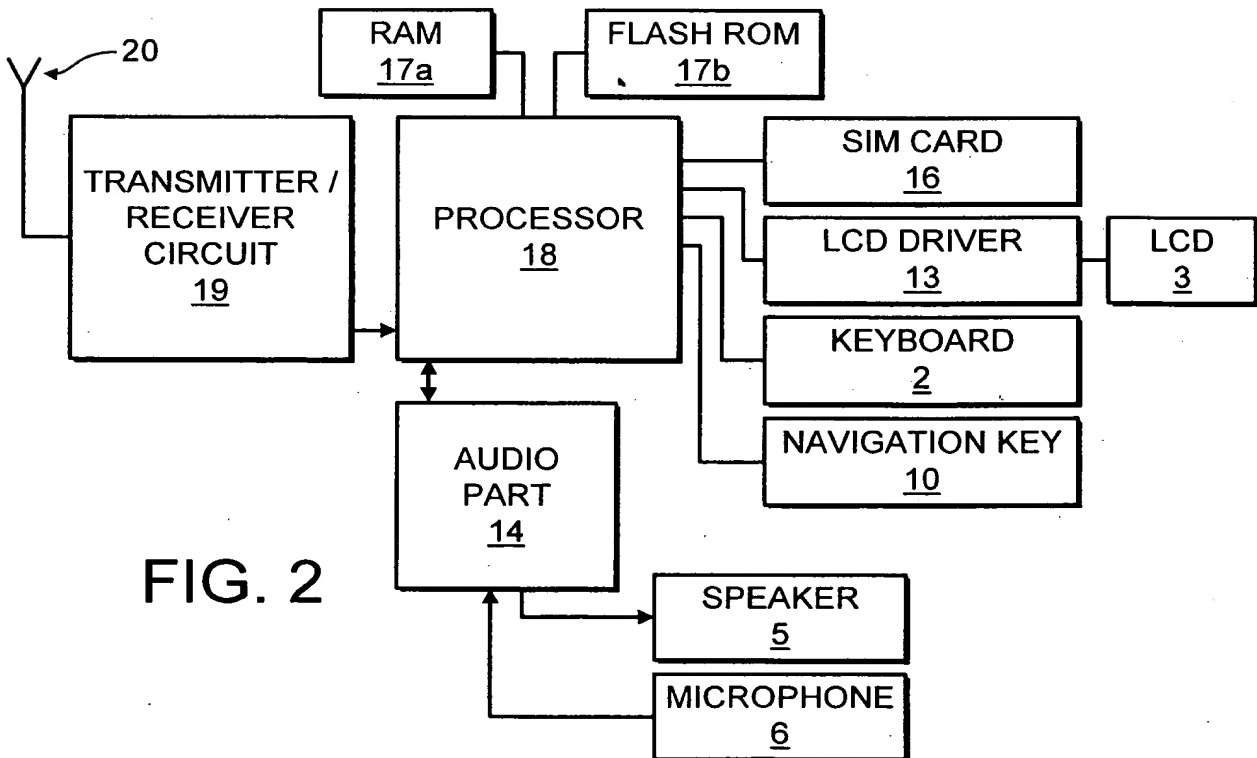 20
RAM
17a
FLASH ROM
17b
TRANSMITTER /
RECEIVER
CIRCUIT
19
PROCESSOR
18
SIM CARD
16
LCD DRIVER
13
LCD
3
KEYBOARD
2
NAVIGATION KEY
10
AUDIO
PART
14
FIG. 2
SPEAKER
5
MICROPHONE
6